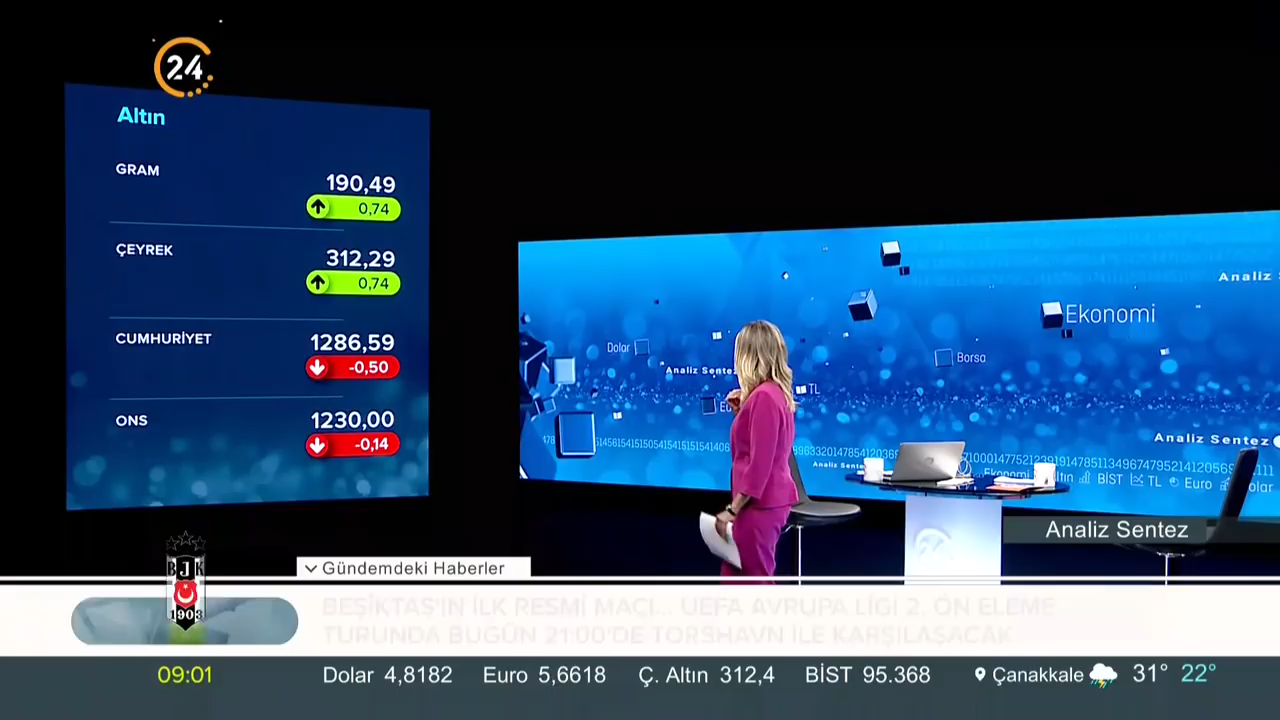 24
Altın
GRAM
190,49
0,74
ÇEYREK
312,29
0,74
CUMHURİYET
1286,59
-0,50
ONS
1230,00
-0,14
Analiz
Ekonomi
Dolar
Borsa
Analiz Sentez
TL
Analiz Sentez
Ekonomi
BİST
TL
Euro
Dolar
Analiz Sentez
BJK
1903
Gündemdeki Haberler
BEŞİKTAŞ'IN İLK RESMİ MAÇI... UEFA AVRUPA LİGİ 2. ÖN ELEME
TURUNDA BUGÜN 21:00'DE TORSHAVN İLE KARŞILAŞACAK
09:01 Dolar 4,8182 Euro 5,6618 Ç. Altın 312,4 BİST 95.368 Çanakkale 31° 22°